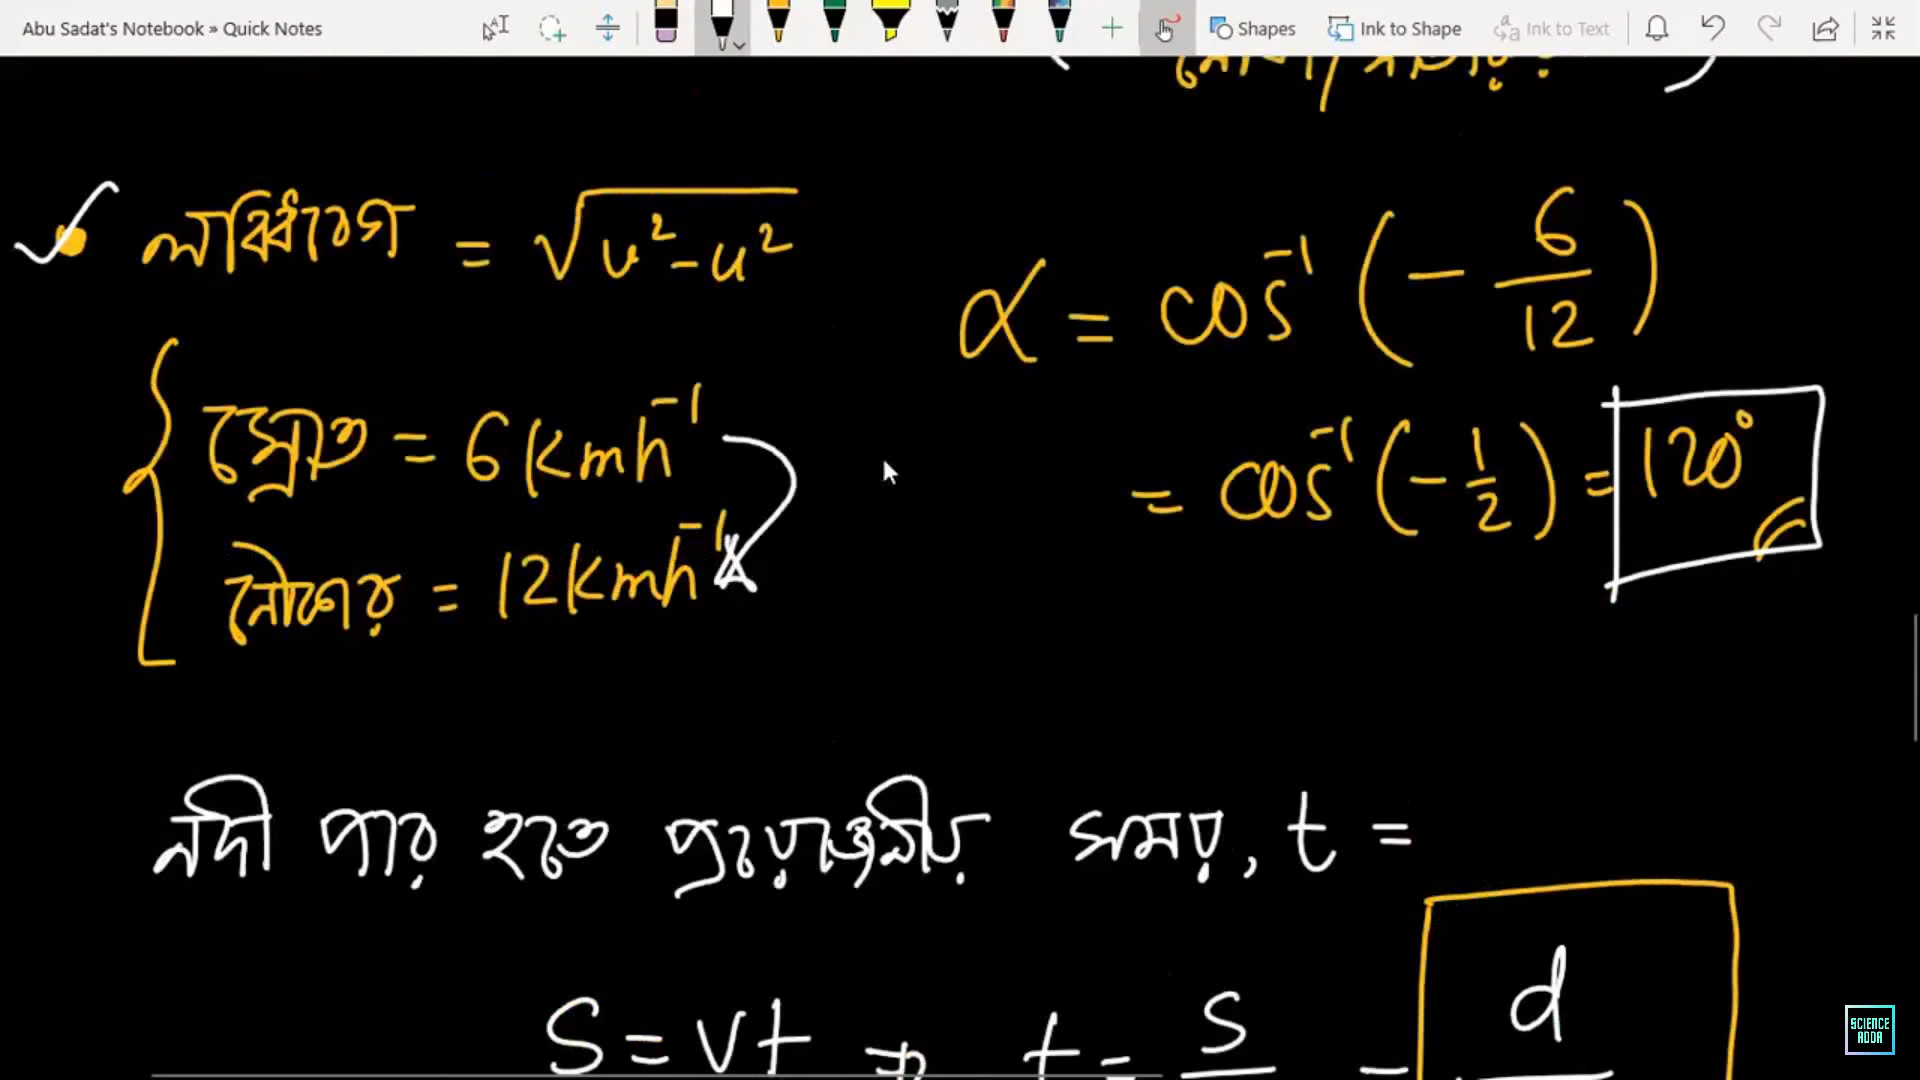 Abu Sadat's Notebook » Quick Notes
Shapes
Ink to Shape
Ink to Text
লব্ধিবেগ = √v²-u²
α = cos⁻¹ (- 6/12)
স্রোত = 6 kmh⁻¹
= cos⁻¹ (- 1/2) = 120°
নৌকার = 12 kmh⁻¹
নদী পার হতে প্রয়োজনীয় সময়, t =
S = vt ⇒ t = s = d
SCIENCE
ADDA